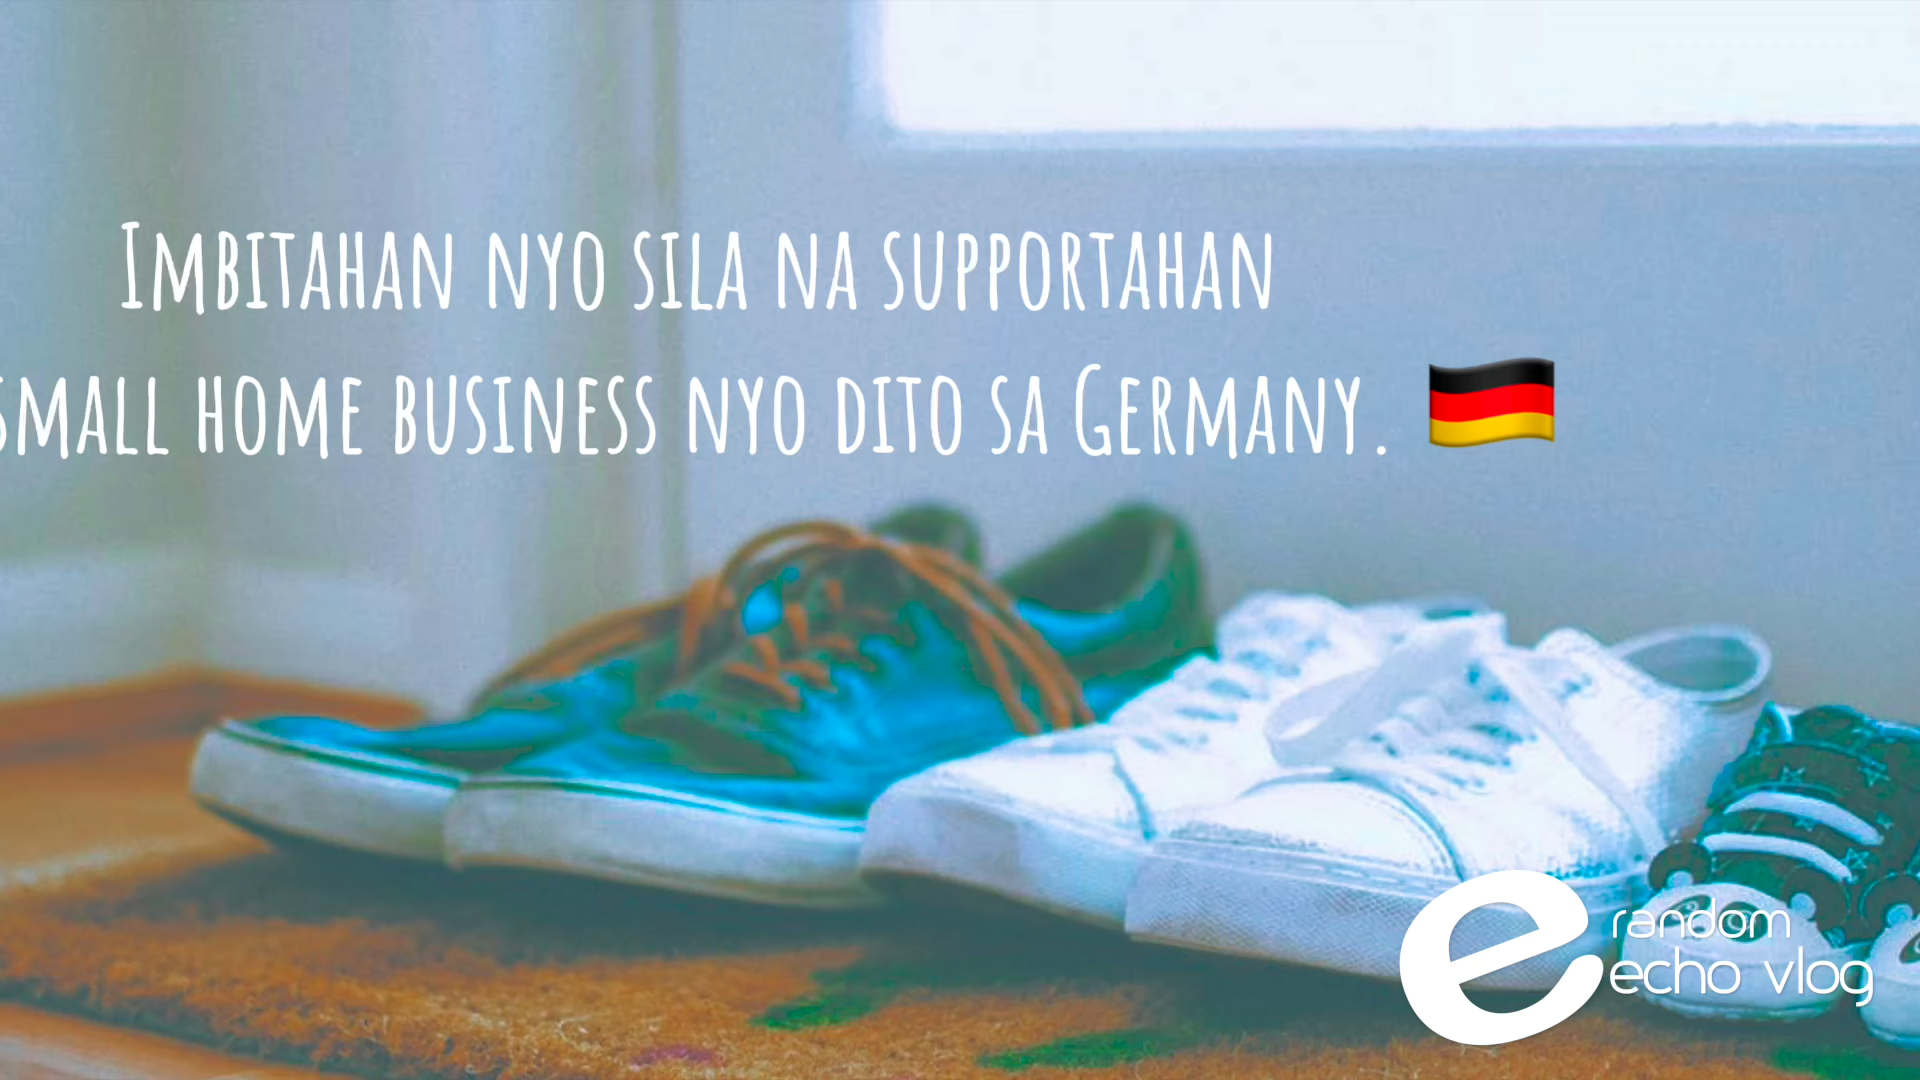 Imbitahan nyo sila na supportahan
small home business nyo dito sa Germany.
random
echo vlog